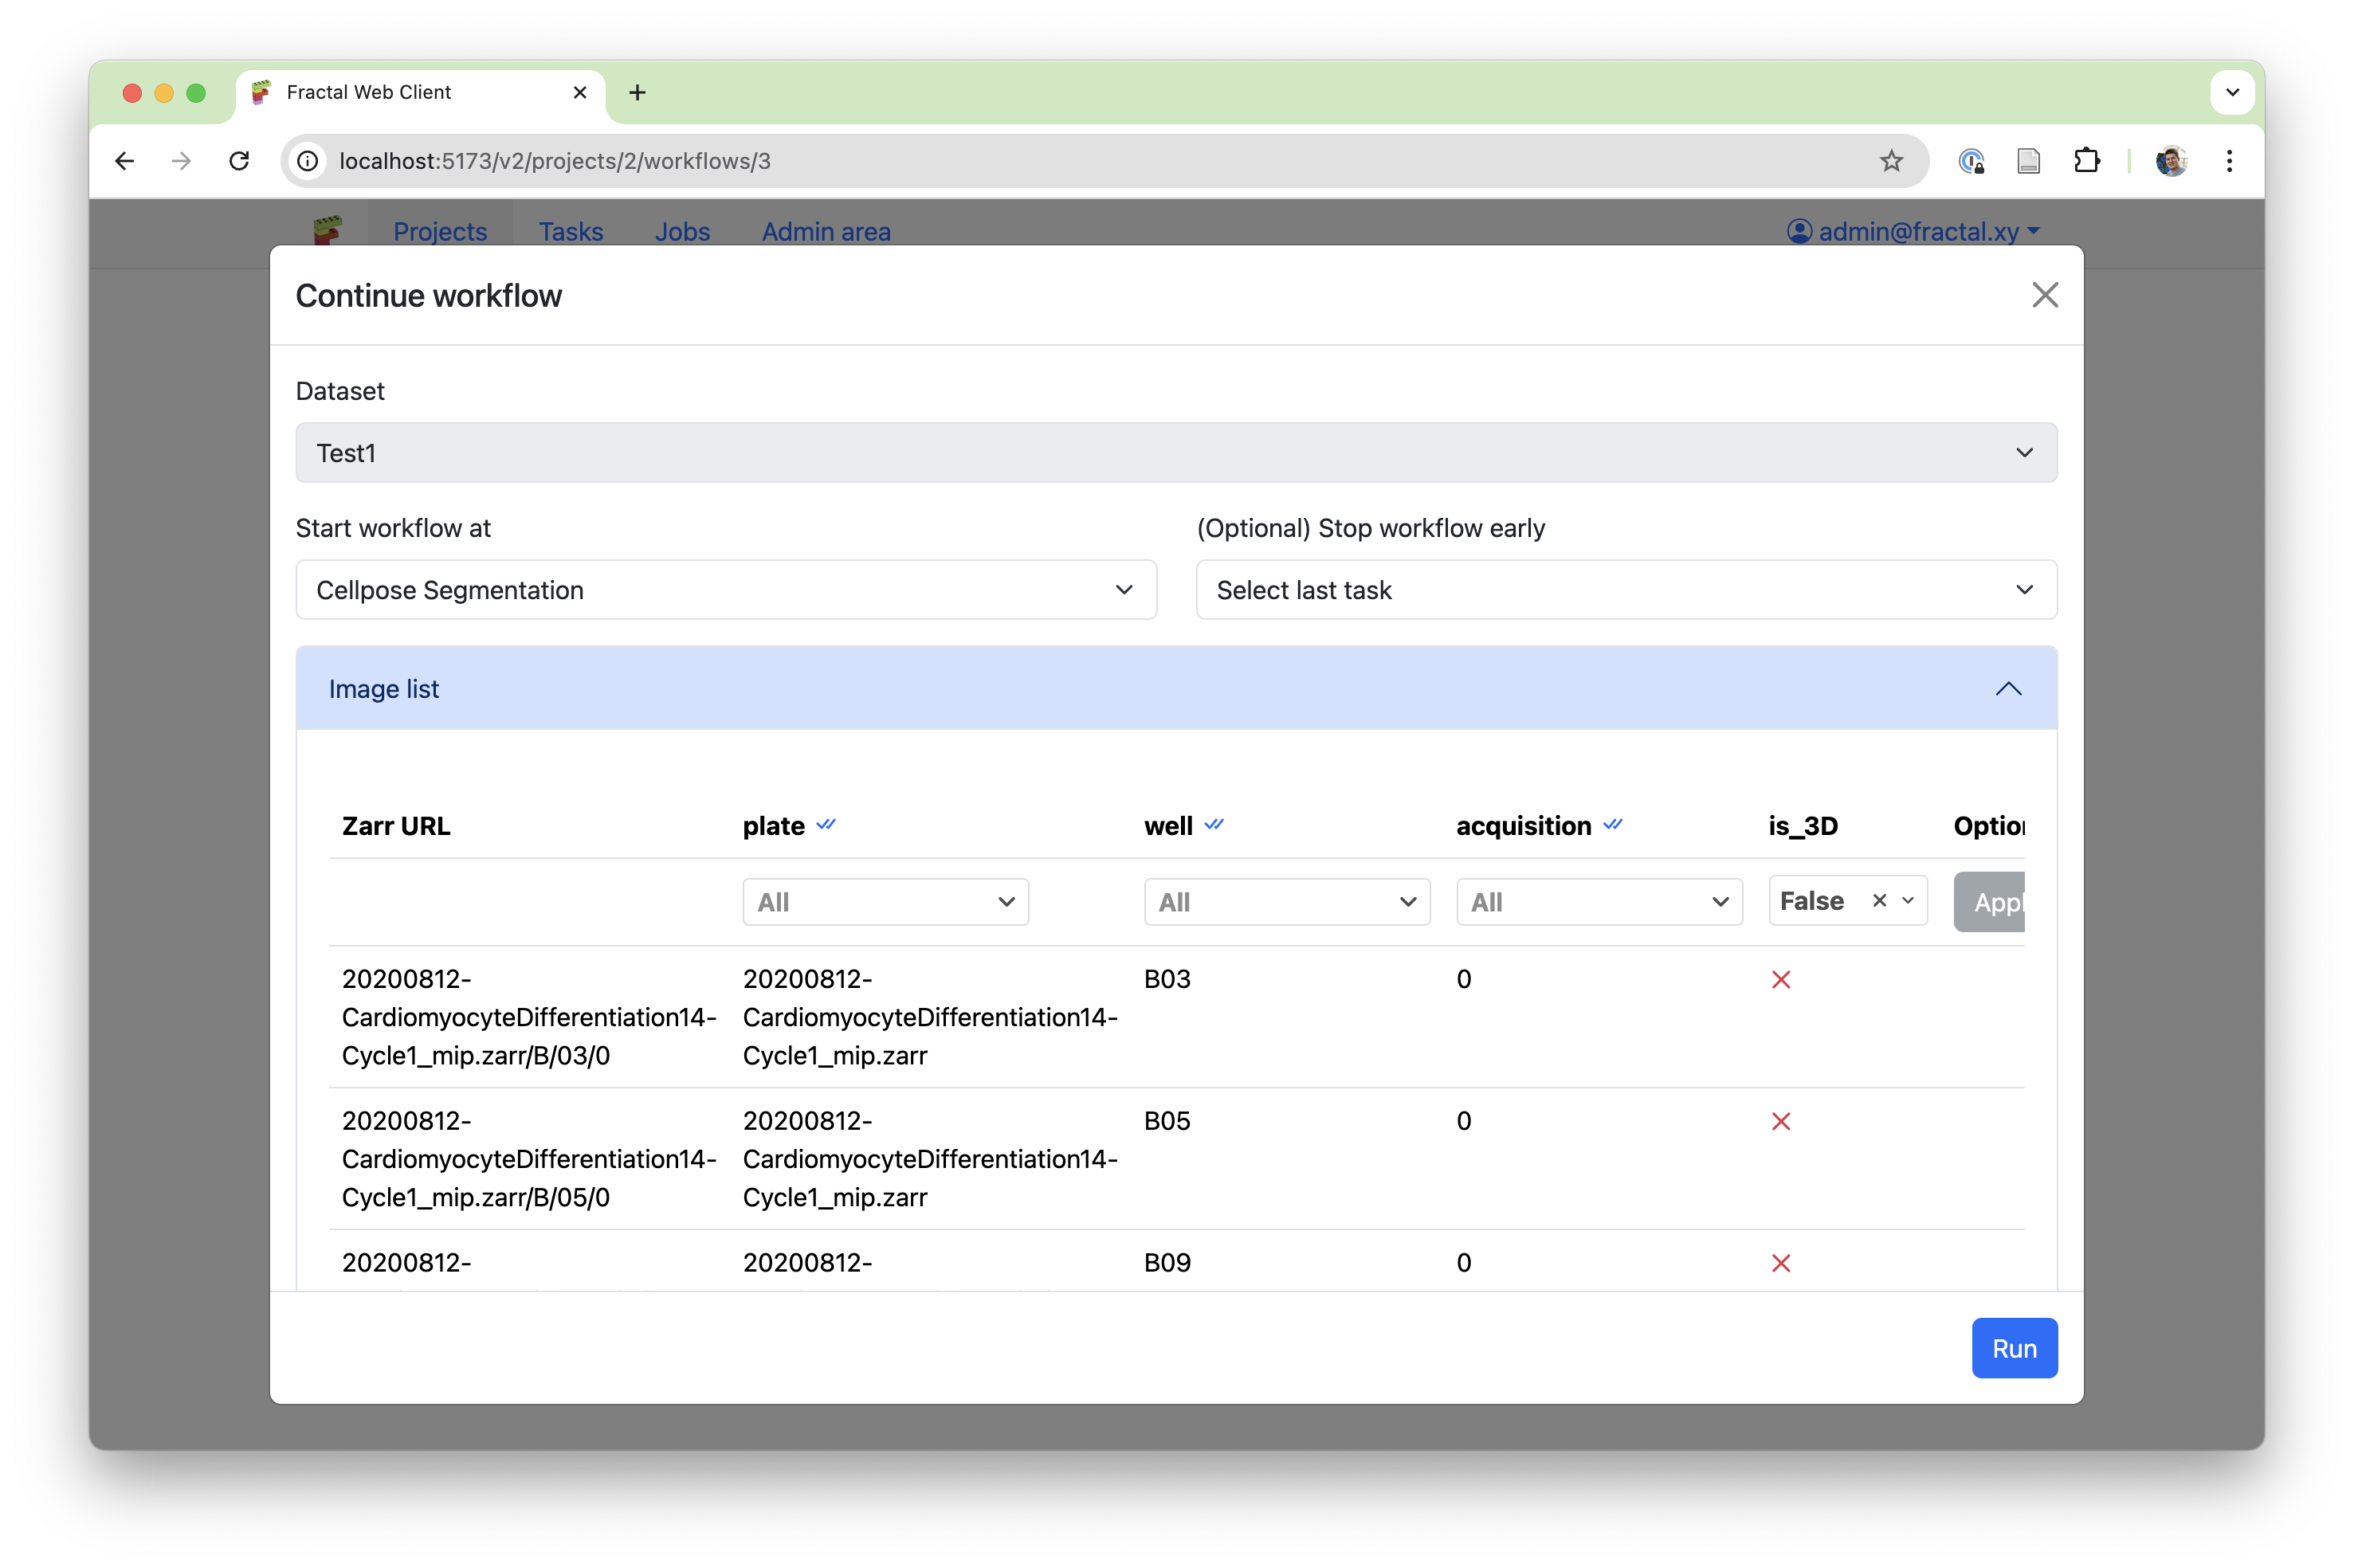 Fractal Web Client
localhost:5173/v2/projects/2/workflows/3
Projects Tasks Jobs Admin area admin@fractal.xy
Continue workflow
Dataset
Test1
Start workflow at (Optional) Stop workflow early
Cellpose Segmentation Select last task
Image list
Zarr URL plate well acquisition is_3D Option
All All All False Appl
20200812- 20200812- B03 0
CardiomyocyteDifferentiation14- CardiomyocyteDifferentiation14-
Cycle1_mip.zarr/B/03/0 Cycle1_mip.zarr
20200812- 20200812- B05 0
CardiomyocyteDifferentiation14- CardiomyocyteDifferentiation14-
Cycle1_mip.zarr/B/05/0 Cycle1_mip.zarr
20200812- 20200812- B09 0
Run